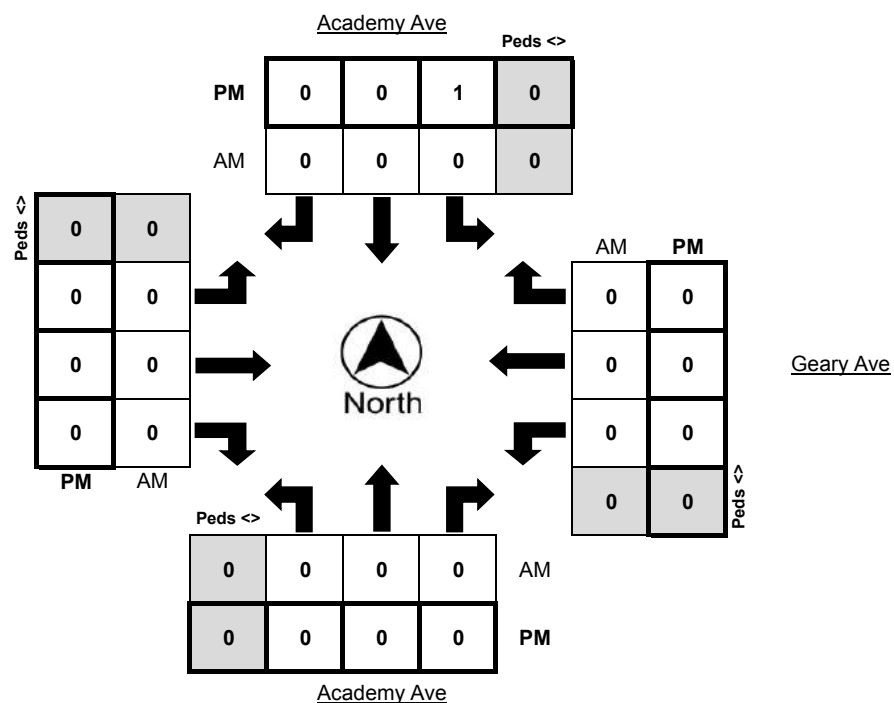 Academy Ave
Peds <>
PM 0 0 1 0
AM 0 0 0 0
Peds <>
0 0
0 0
0 0
0 0
PM AM
AM PM
0 0
0 0
0 0
0 0
Peds <>
Geary Ave
North
Peds <>
0 0 0 0 AM
0 0 0 0 PM
Academy Ave